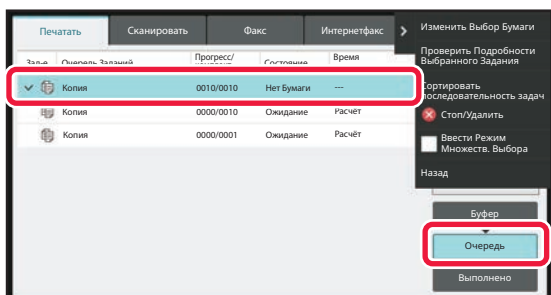 Печатать Сканировать Факс Интернетфакс
Очередь Заданий Прогресс/ Состояние Время
Копия 0010/0010 Нет Бумаги ---
Копия 0000/0010 Ожидание Расчёт
Копия 0000/0001 Ожидание Расчёт
Изменить Выбор Бумаги
Проверить Подробности
Выбранного Задания
Сортировать
последовательность задач
Стоп/Удалить
Ввести Режим
Множеств. Выбора
Назад
Буфер
Очередь
Выполнено